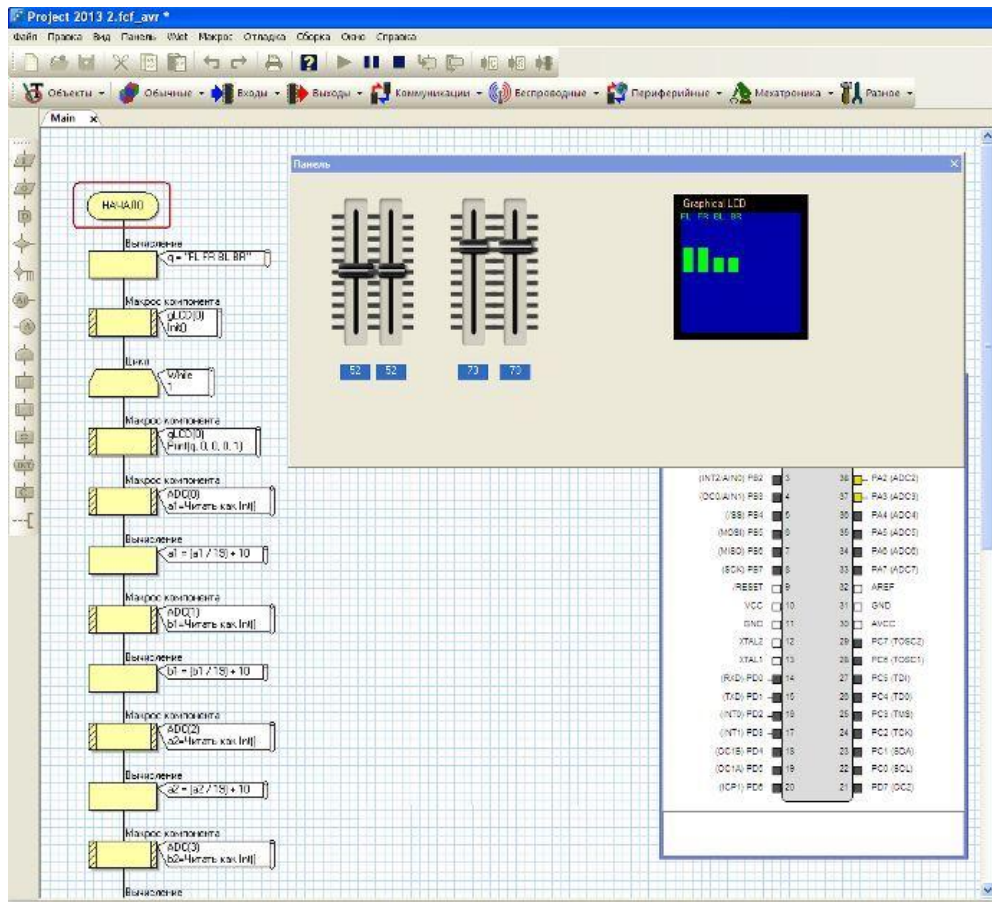 Project 2013 2.fcf_avr *
Файл Правка Вид Панель VNet Макрос Отладка Сборка Окно Справка
Объекты Обычные Входы Выходы Коммуникации Беспроводные Периферийные Мехатроника Разное
Main x
Панель
НАЧАЛО
Вычисление
q = "FL FR BL BR"
Макрос компонента
gLCD(0)
Init()
Цикл
While
1
Макрос компонента
gLCD(0)
Print(q, 0, 0, 0, 1)
Макрос компонента
ADC(0)
a1=Читать как Int()
Вычисление
a1 = (a1 / 19) + 10
Макрос компонента
ADC(1)
b1=Читать как Int()
Вычисление
b1 = (b1 / 19) + 10
Макрос компонента
ADC(2)
a2=Читать как Int()
Вычисление
a2 = (a2 / 19) + 10
Макрос компонента
ADC(3)
b2=Читать как Int()
Вычисление
52 52 73 73
Graphical LCD
FL FR BL BR
(INT2/AIN0) PB2 3 38 PA2 (ADC2)
(OC0/AIN1) PB3 4 37 PA3 (ADC3)
(/SS) PB4 5 36 PA4 (ADC4)
(MOSI) PB5 6 35 PA5 (ADC5)
(MISO) PB6 7 34 PA6 (ADC6)
(SCK) PB7 8 33 PA7 (ADC7)
/RESET 9 32 AREF
VCC 10 31 GND
GND 11 30 AVCC
XTAL2 12 29 PC7 (TOSC2)
XTAL1 13 28 PC6 (TOSC1)
(RXD) PD0 14 27 PC5 (TDI)
(TXD) PD1 15 26 PC4 (TDO)
(INT0) PD2 16 25 PC3 (TMS)
(INT1) PD3 17 24 PC2 (TCK)
(OC1B) PD4 18 23 PC1 (SDA)
(OC1A) PD5 19 22 PC0 (SCL)
(ICP1) PD6 20 21 PD7 (OC2)